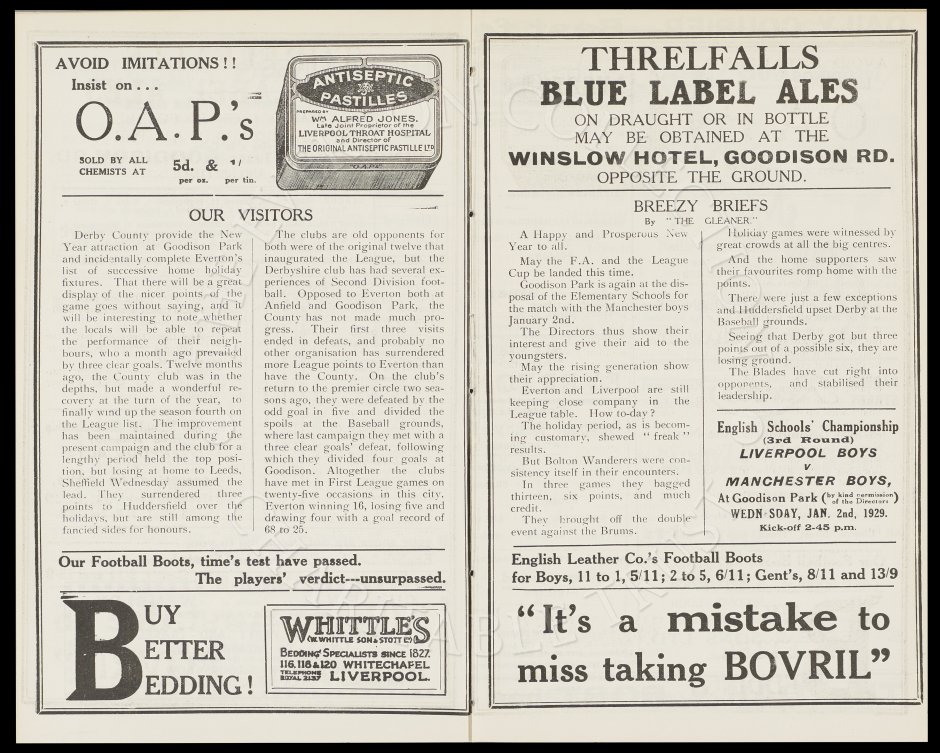 AVOID IMITATIONS!!
Insist on . . .
O.A.P.'s
SOLD BY ALL
CHEMISTS AT
5d. & 1/
per oz. per tin.
ANTISEPTIC
PASTILLES
PREPARED BY
WM ALFRED JONES.
Late Joint Proprietor of the
LIVERPOOL THROAT HOSPITAL
and Director of
THE ORIGINAL ANTISEPTIC PASTILLE LTD
"OAPS"
OUR VISITORS
Derby County provide the New
Year attraction at Goodison Park
and incidentally complete Everton's
list of successive home holiday
fixtures. That there will be a great
display of the nicer points of the
game goes without saying, and it
will be interesting to note whether
the locals will be able to repeat
the performance of their neigh-
bours, who a month ago prevailed
by three clear goals. Twelve months
ago, the County club was in the
depths, but made a wonderful re-
covery at the turn of the year, to
finally wind up the season fourth on
the League list. The improvement
has been maintained during the
present campaign and the club for a
lengthy period held the top posi-
tion, but losing at home to Leeds,
Sheffield Wednesday assumed the
lead. They surrendered three
points to Huddersfield over the
holidays, but are still among the
fancied sides for honours.
The clubs are old opponents for
both were of the original twelve that
inaugurated the League, but the
Derbyshire club has had several ex-
periences of Second Division foot-
ball. Opposed to Everton both at
Anfield and Goodison Park, the
County has not made much pro-
gress. Their first three visits
ended in defeats, and probably no
other organisation has surrendered
more League points to Everton than
have the County. On the club's
return to the premier circle two sea-
sons ago, they were defeated by the
odd goal in five and divided the
spoils at the Baseball grounds,
where last campaign they met with a
three clear goals' defeat, following
which they divided four goals at
Goodison. Altogether the clubs
have met in First League games on
twenty-five occasions in this city,
Everton winning 16, losing five and
drawing four with a goal record of
68 to 25.
Our Football Boots, time's test have passed.
The players' verdict---unsurpassed.
BUY
BETTER
BEDDING!
WHITTLE'S
(W. WHITTLE SON & STOTT LTD)
BEDDING SPECIALISTS SINCE 1827.
116, 118 & 120 WHITECHAPEL
TELEPHONE
ROYAL 2137
LIVERPOOL.
THRELFALLS
BLUE LABEL ALES
ON DRAUGHT OR IN BOTTLE
MAY BE OBTAINED AT THE
WINSLOW HOTEL, GOODISON RD.
OPPOSITE THE GROUND.
BREEZY BRIEFS
By "THE GLEANER."
A Happy and Prosperous New
Year to all.
May the F.A. and the League
Cup be landed this time.
Goodison Park is again at the dis-
posal of the Elementary Schools for
the match with the Manchester boys
January 2nd.
The Directors thus show their
interest and give their aid to the
youngsters.
May the rising generation show
their appreciation.
Everton and Liverpool are still
keeping close company in the
League table. How to-day?
The holiday period, as is becom-
ing customary, shewed "freak"
results.
But Bolton Wanderers were con-
sistency itself in their encounters.
In three games they bagged
thirteen, six points, and much
credit.
They brought off the double
event against the Brums.
Holiday games were witnessed by
great crowds at all the big centres.
And the home supporters saw
their favourites romp home with the
points.
There were just a few exceptions
and Huddersfield upset Derby at the
Baseball grounds.
Seeing that Derby got but three
points out of a possible six, they are
losing ground.
The Blades have cut right into
opponents, and stabilised their
leadership.
English Schools' Championship
(3rd Round)
LIVERPOOL BOYS
v
MANCHESTER BOYS,
At Goodison Park (by kind permission
of the Directors)
WEDN SDAY, JAN. 2nd, 1929.
Kick-off 2-45 p.m.
English Leather Co.'s Football Boots
for Boys, 11 to 1, 5/11; 2 to 5, 6/11; Gent's, 8/11 and 13/9
"It's a mistake to
miss taking BOVRIL"